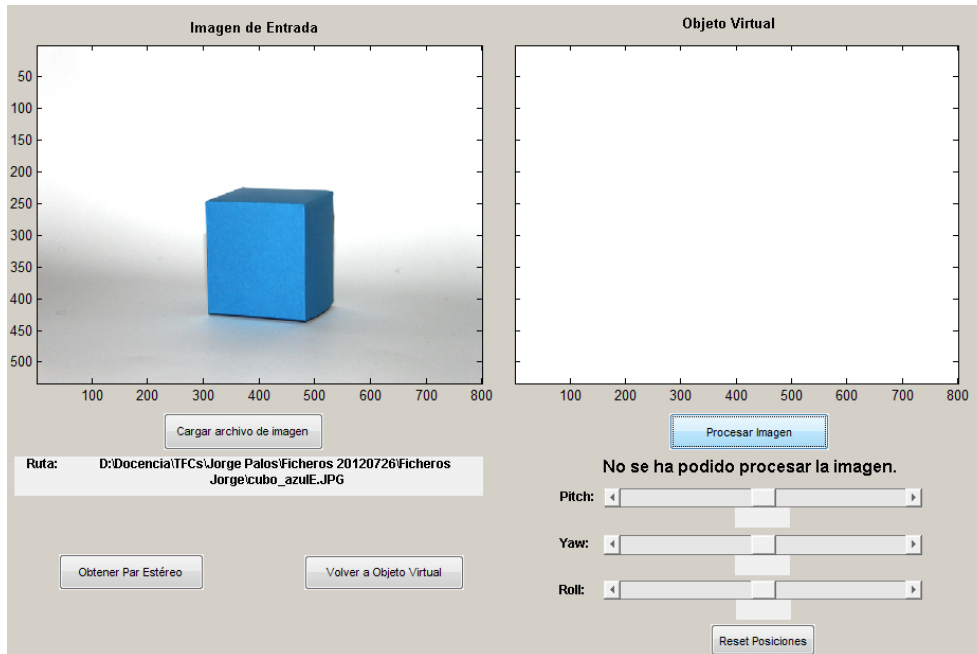 Imagen de Entrada
50
100
150
200
250
300
350
400
450
500
100 200 300 400 500 600 700 800
Cargar archivo de imagen
Ruta: D:\Docencia\TFCs\Jorge Palos\Ficheros 20120726\Ficheros
Jorge\cubo_azulE.JPG
Obtener Par Estéreo
Volver a Objeto Virtual
Objeto Virtual
100 200 300 400 500 600 700 800
Procesar Imagen
No se ha podido procesar la imagen.
Pitch:
Yaw:
Roll:
Reset Posiciones